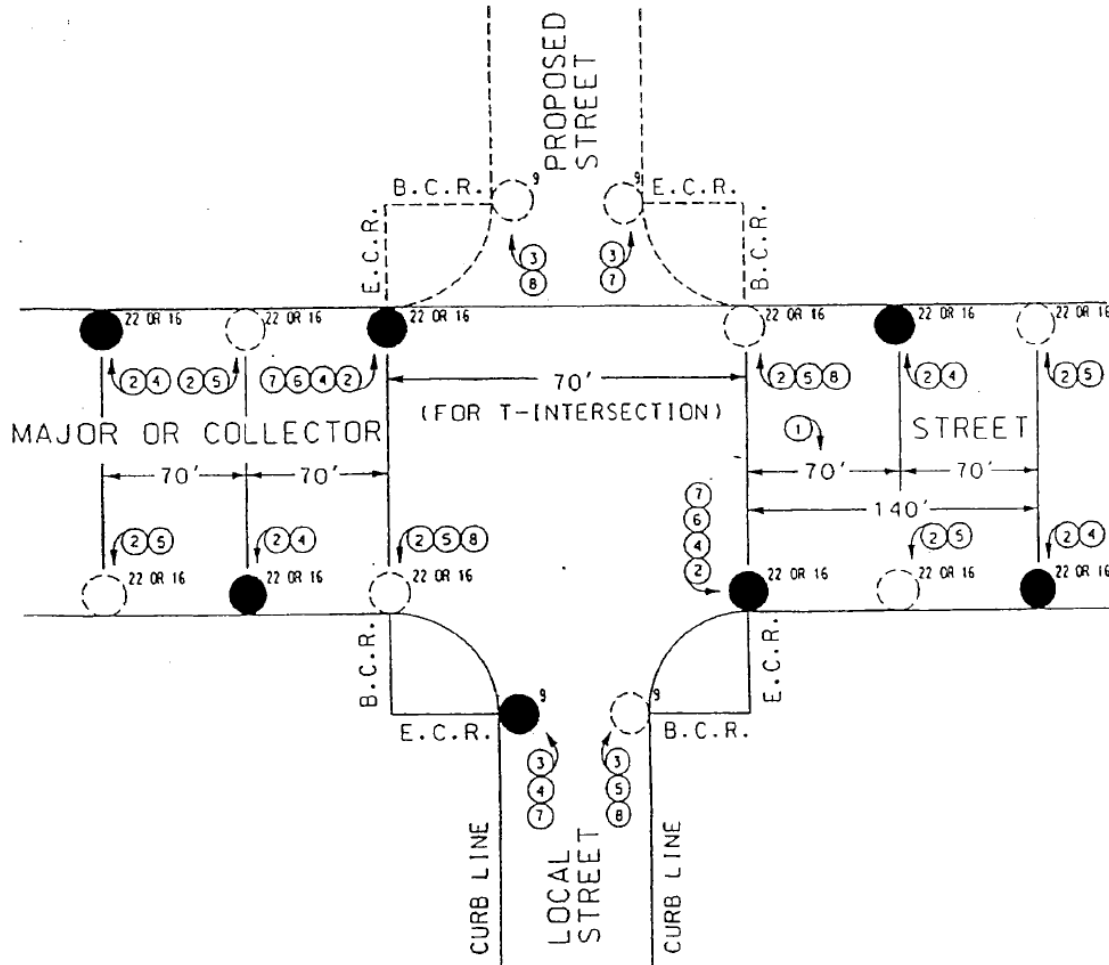 PROPOSED
STREET
B.C.R.
9
9
E.C.R.
E.C.R.
B.C.R.
3
8
3
7
22 OR 16
22 OR 16
22 OR 16
22 OR 16
22 OR 16
22 OR 16
2 4
2 5
7 6 4 2
70'
(FOR T-INTERSECTION)
2 5 8
2 4
2 5
MAJOR OR COLLECTOR
1
STREET
70'
70'
70'
70'
140'
2 5
2 4
2 5 8
7
6
4
2
2 5
2 4
22 OR 16
22 OR 16
22 OR 16
22 OR 16
22 OR 16
22 OR 16
B.C.R.
E.C.R.
E.C.R.
9
9
B.C.R.
3
4
7
3
5
8
CURB LINE
LOCAL
STREET
CURB LINE